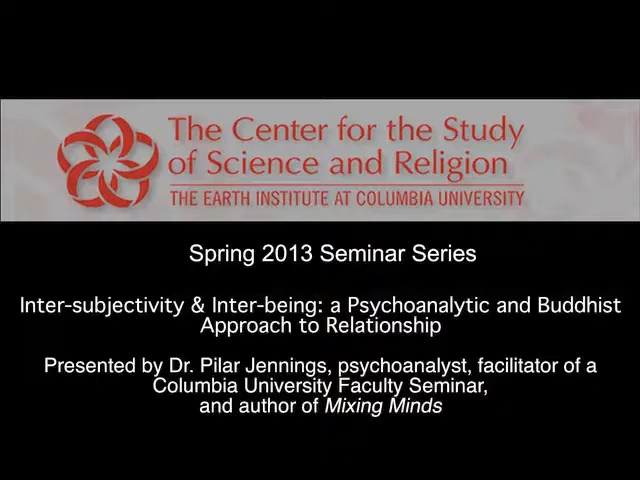 The Center for the Study
of Science and Religion
THE EARTH INSTITUTE AT COLUMBIA UNIVERSITY
Spring 2013 Seminar Series
Inter-subjectivity & Inter-being: a Psychoanalytic and Buddhist
Approach to Relationship
Presented by Dr. Pilar Jennings, psychoanalyst, facilitator of a
Columbia University Faculty Seminar,
and author of Mixing Minds